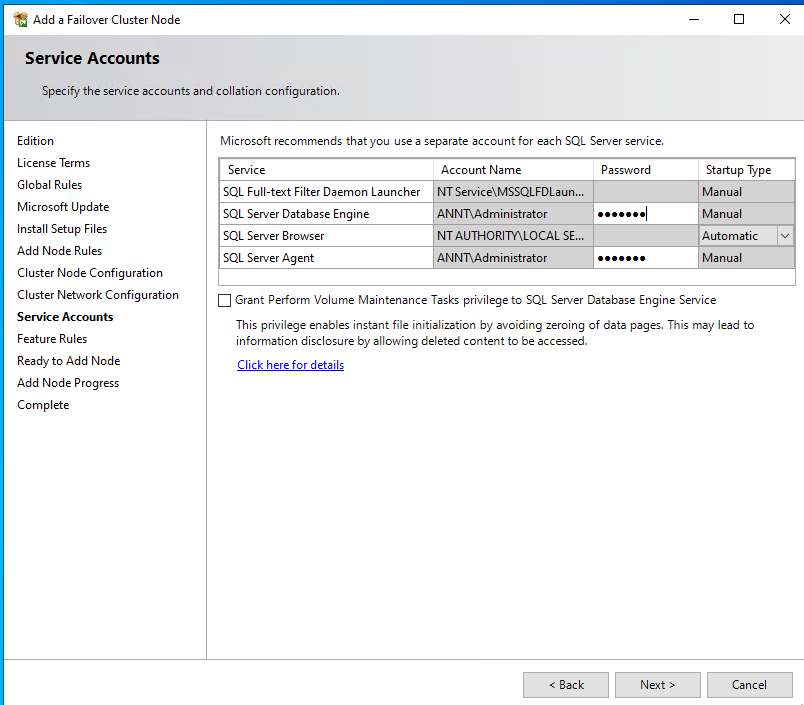 Add a Failover Cluster Node
Service Accounts
Specify the service accounts and collation configuration.
Edition
License Terms
Global Rules
Microsoft Update
Install Setup Files
Add Node Rules
Cluster Node Configuration
Cluster Network Configuration
Service Accounts
Feature Rules
Ready to Add Node
Add Node Progress
Complete
Microsoft recommends that you use a separate account for each SQL Server service.
Service Account Name Password Startup Type
SQL Full-text Filter Daemon Launcher NT Service\MSSQLFDLaun... Manual
SQL Server Database Engine ANNT\Administrator ●●●●●●● Manual
SQL Server Browser NT AUTHORITY\LOCAL SE... Automatic
SQL Server Agent ANNT\Administrator ●●●●●●● Manual
Grant Perform Volume Maintenance Tasks privilege to SQL Server Database Engine Service
This privilege enables instant file initialization by avoiding zeroing of data pages. This may lead to
information disclosure by allowing deleted content to be accessed.
Click here for details
< Back Next > Cancel